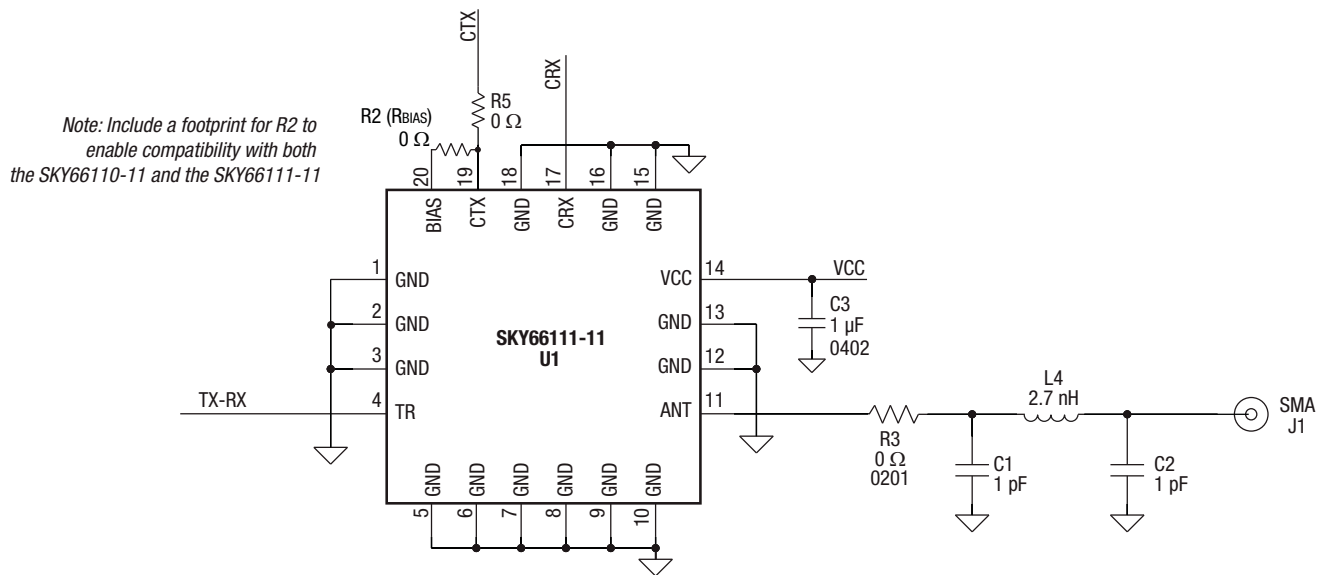 CTX
CRX
Note: Include a footprint for R2 to
enable compatibility with both
the SKY66110-11 and the SKY66111-11
R2 (RBIAS)
0 Ω
R5
0 Ω
20
19
18
17
16
15
BIAS
CTX
GND
CRX
GND
GND
1
GND
2
GND
3
GND
TX-RX
4
TR
SKY66111-11
U1
VCC
14
VCC
GND
13
GND
12
ANT
11
C3
1 µF
0402
R3
0 Ω
0201
L4
2.7 nH
C1
1 pF
C2
1 pF
SMA
J1
GND
GND
GND
GND
GND
GND
5
6
7
8
9
10